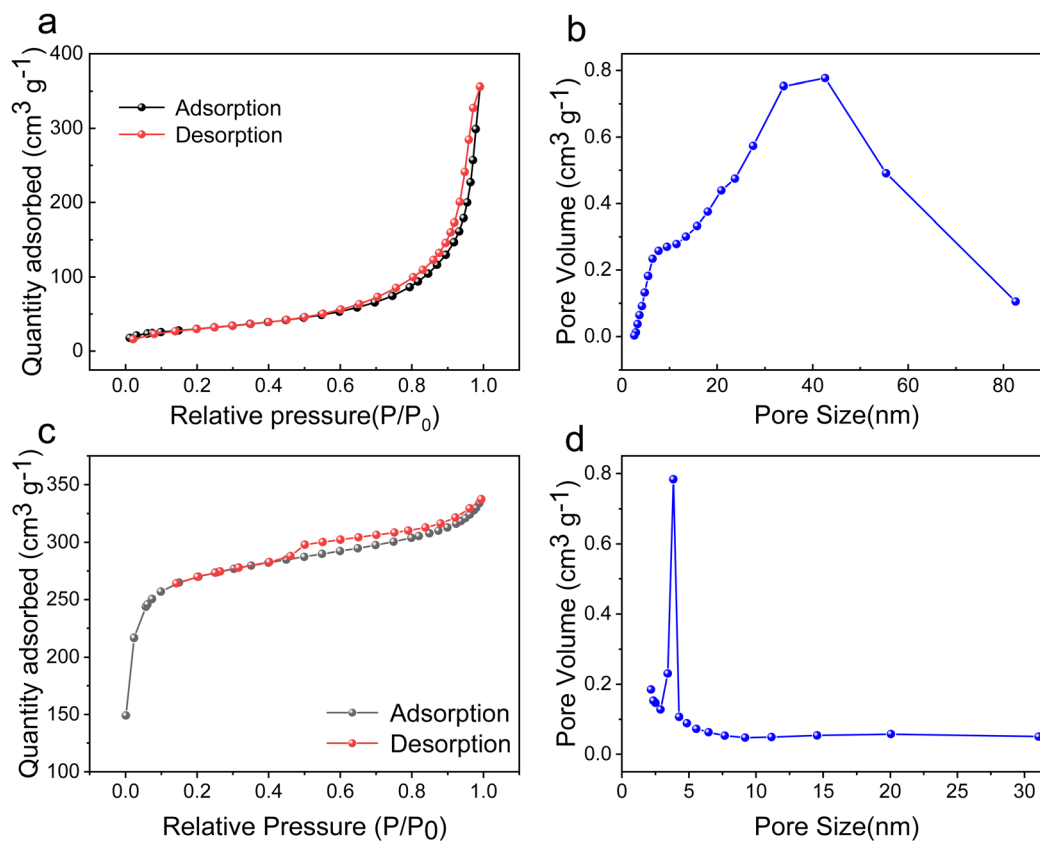 a
Quantity adsorbed (cm³ g⁻¹)
400
300
200
100
0
Adsorption
Desorption
0.0 0.2 0.4 0.6 0.8 1.0
Relative pressure(P/P₀)
b
Pore Volume (cm³ g⁻¹)
0.8
0.6
0.4
0.2
0.0
0 20 40 60 80
Pore Size(nm)
c
Quantity adsorbed (cm³ g⁻¹)
350
300
250
200
150
100
Adsorption
Desorption
0.0 0.2 0.4 0.6 0.8 1.0
Relative Pressure (P/P₀)
d
Pore Volume (cm³ g⁻¹)
0.8
0.6
0.4
0.2
0.0
0 5 10 15 20 25 30
Pore Size(nm)